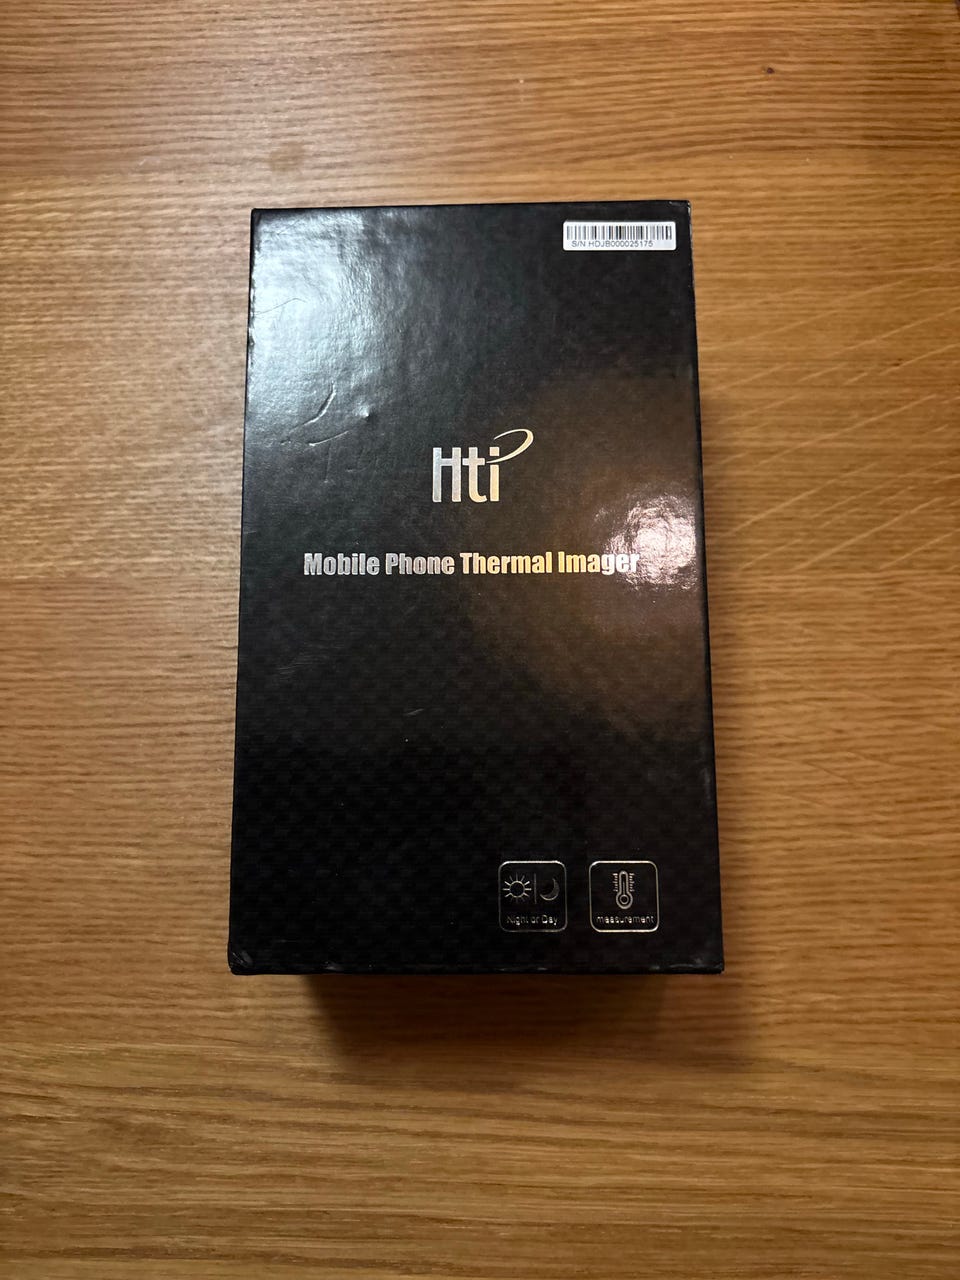 S/N HDJB000025175
Hti
Mobile Phone Thermal Imager
Night or Day
measurement